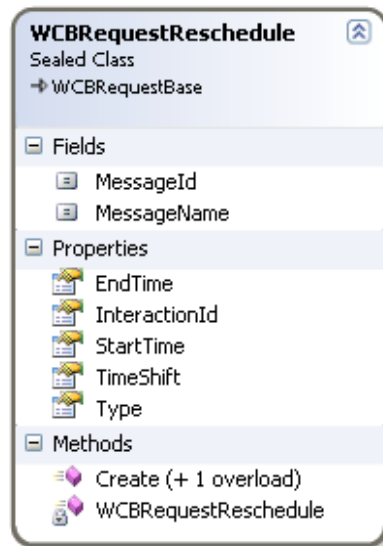 WCBRequestReschedule
Sealed Class
WCBRequestBase
Fields
MessageId
MessageName
Properties
EndTime
InteractionId
StartTime
TimeShift
Type
Methods
Create (+ 1 overload)
WCBRequestReschedule